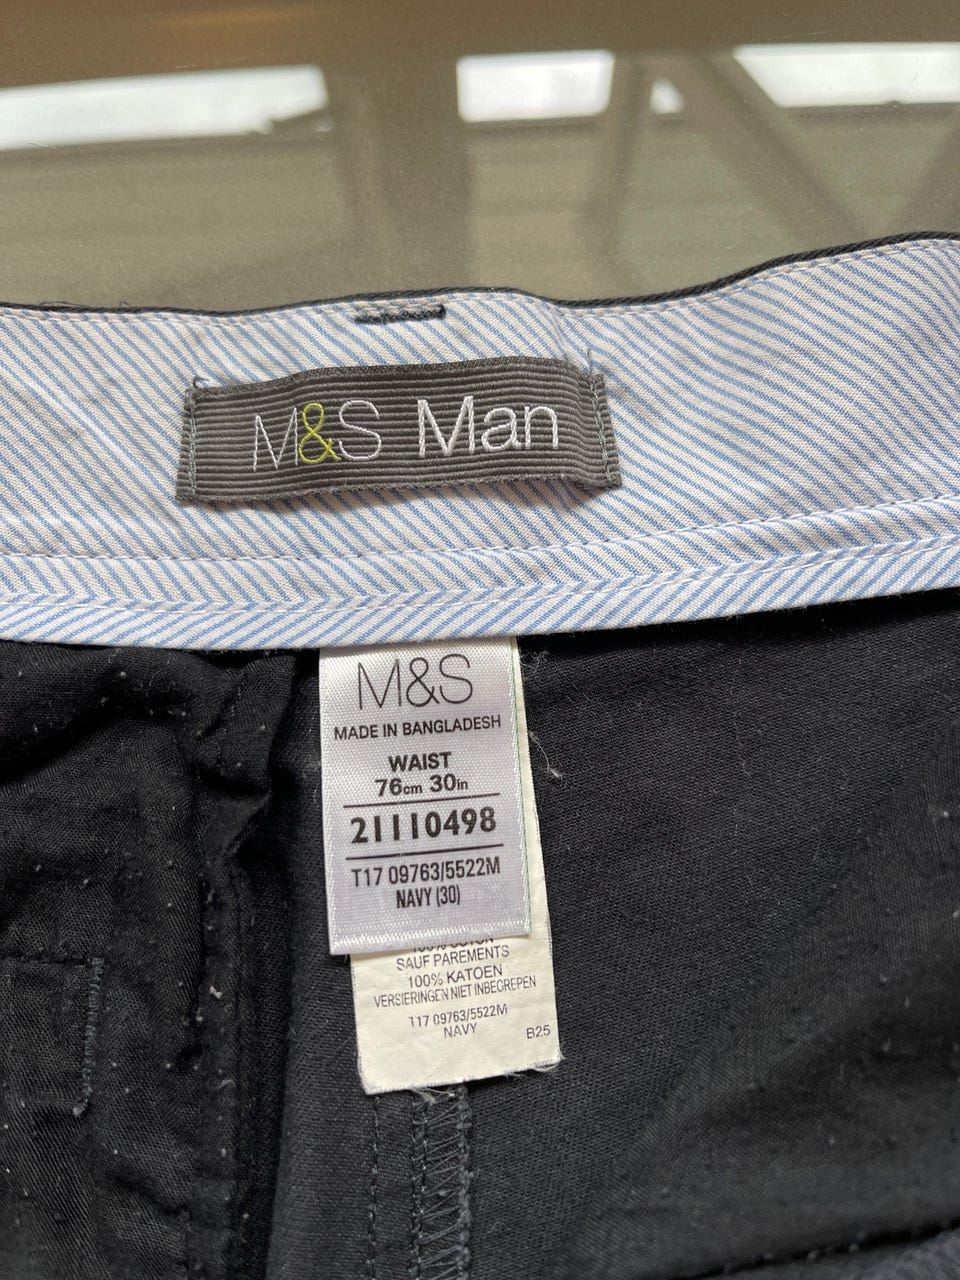 M&S Man
M&S
MADE IN BANGLADESH
WAIST
76cm 30in
21110498
T17 09763/5522M
NAVY (30)
SAUF PAREMENTS
100% KATOEN
VERSIERINGEN NIET INBEGREPEN
T17 09763/5522M
NAVY
B25